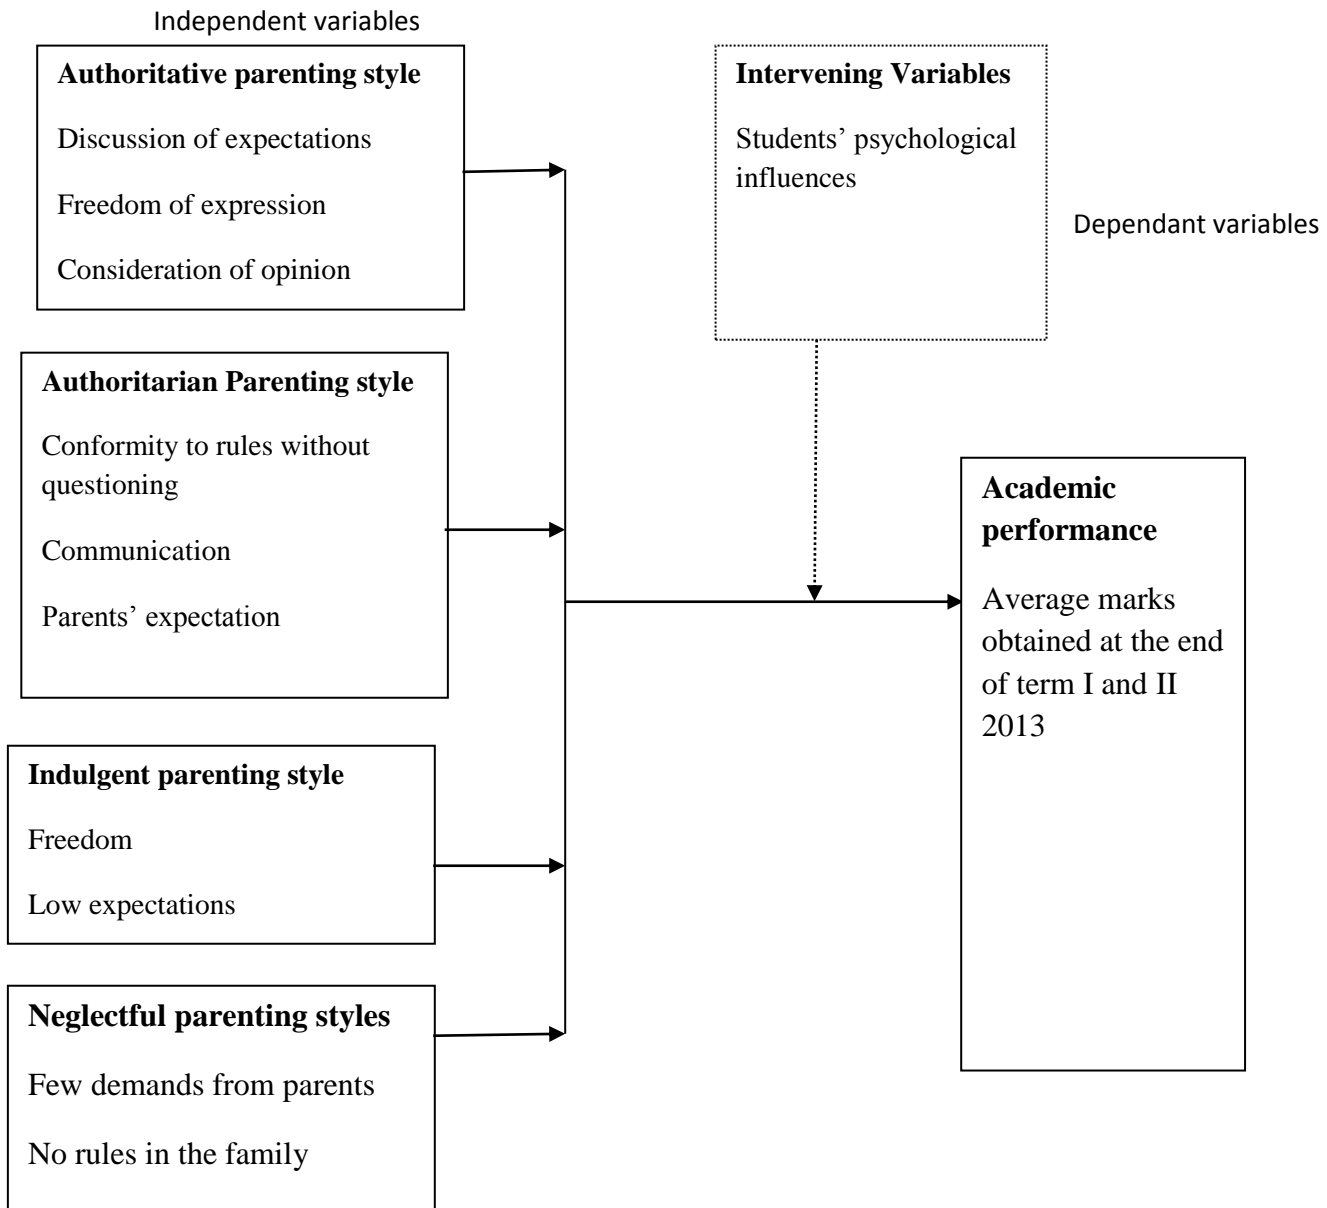 Independent variables
Authoritative parenting style
Discussion of expectations
Freedom of expression
Consideration of opinion
Intervening Variables
Students’ psychological
influences
Dependant variables
Authoritarian Parenting style
Conformity to rules without
questioning
Communication
Parents’ expectation
Academic
performance
Average marks
obtained at the end
of term I and II
2013
Indulgent parenting style
Freedom
Low expectations
Neglectful parenting styles
Few demands from parents
No rules in the family